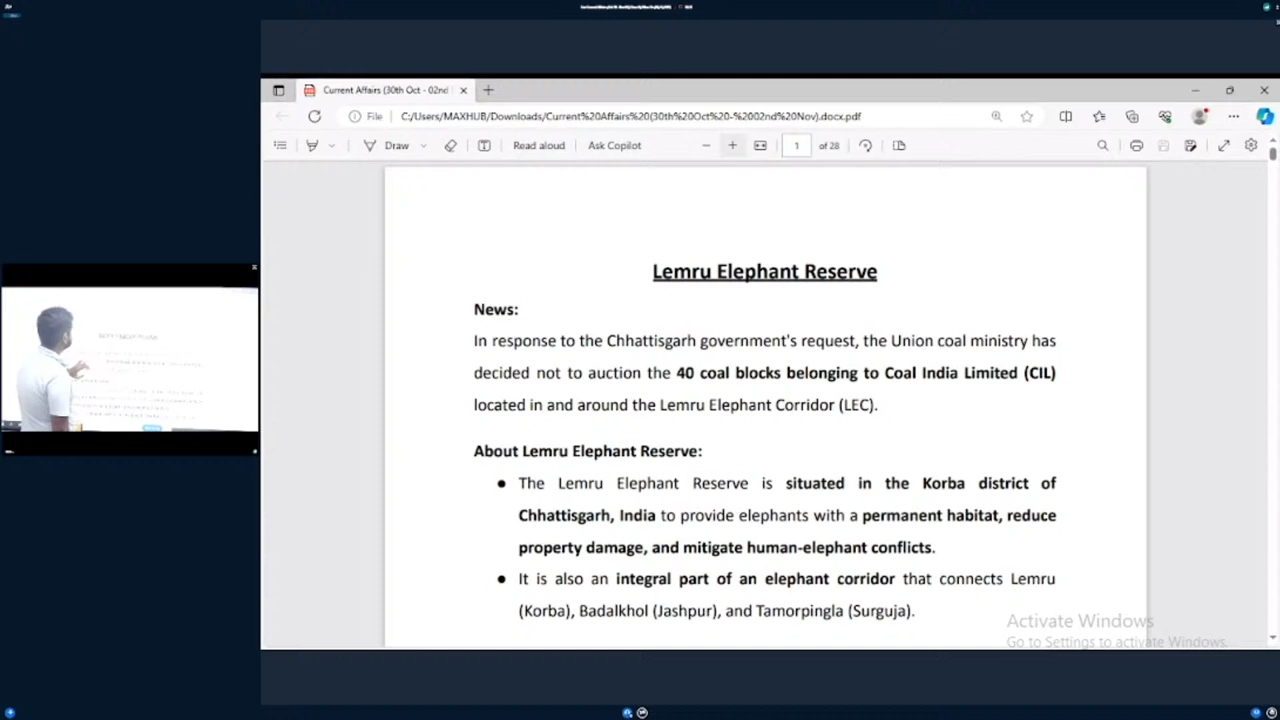 Current Affairs (30th Oct - 02nd
File
C:/Users/MAXHUB/Downloads/Current%20Affairs%20(30th%20Oct%20-%2002nd%20Nov).docx.pdf
Draw
Read aloud
Ask Copilot
1 of 28
Lemru Elephant Reserve
News:
In response to the Chhattisgarh government's request, the Union coal ministry has
decided not to auction the 40 coal blocks belonging to Coal India Limited (CIL)
located in and around the Lemru Elephant Corridor (LEC).
About Lemru Elephant Reserve:
● The Lemru Elephant Reserve is situated in the Korba district of
Chhattisgarh, India to provide elephants with a permanent habitat, reduce
property damage, and mitigate human-elephant conflicts.
● It is also an integral part of an elephant corridor that connects Lemru
(Korba), Badalkhol (Jashpur), and Tamorpingla (Surguja).
Activate Windows
Go to Settings to activate Windows.